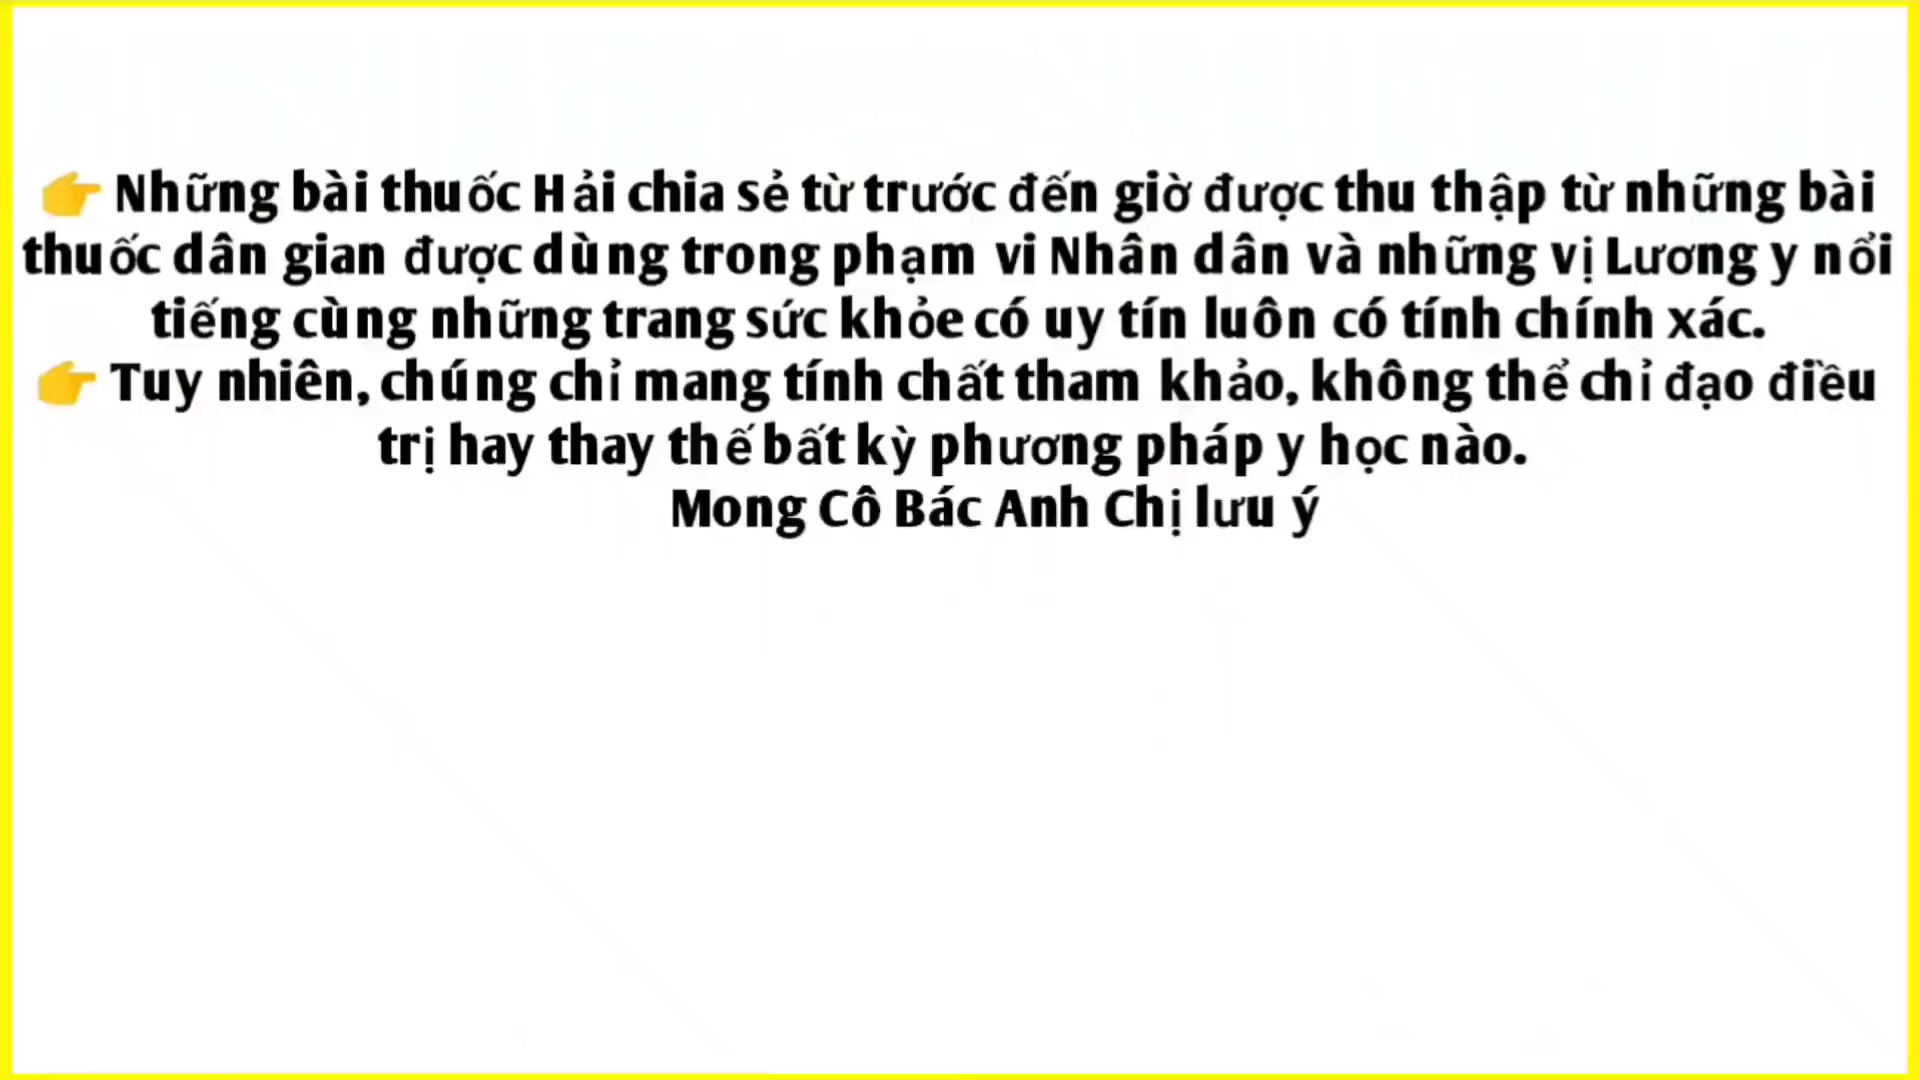 👉 Những bài thuốc Hải chia sẻ từ trước đến giờ được thu thập từ những bài
thuốc dân gian được dùng trong phạm vi Nhân dân và những vị Lương y nổi
tiếng cùng những trang sức khỏe có uy tín luôn có tính chính xác.
👉 Tuy nhiên, chúng chỉ mang tính chất tham khảo, không thể chỉ đạo điều
trị hay thay thế bất kỳ phương pháp y học nào.
Mong Cô Bác Anh Chị lưu ý